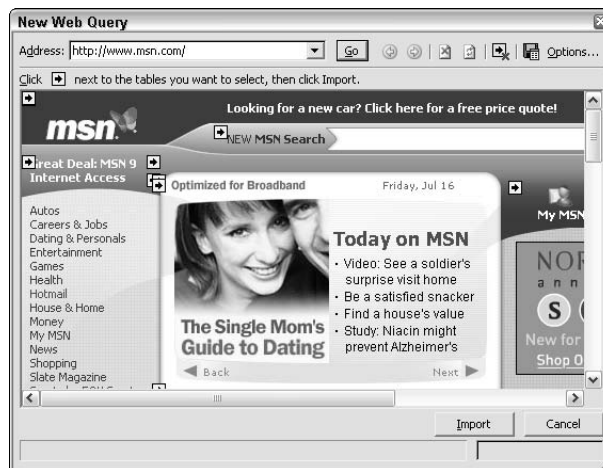 New Web Query
Address: http://www.msn.com/ Go Options...
Click next to the tables you want to select, then click Import.
Looking for a new car? Click here for a free price quote!
msn
NEW MSN Search
Great Deal: MSN 9
Internet Access
Optimized for Broadband Friday, Jul 16
My MSN
Autos
Careers & Jobs
Dating & Personals
Entertainment
Games
Health
Hotmail
House & Home
Money
My MSN
News
Shopping
Slate Magazine
Today on MSN
· Video: See a soldier's
surprise visit home
· Be a satisfied snacker
· Find a house's value
· Study: Niacin might
prevent Alzheimer's
The Single Mom's
Guide to Dating
Back Next
NOR
ann
S
New for
Shop O
Import Cancel